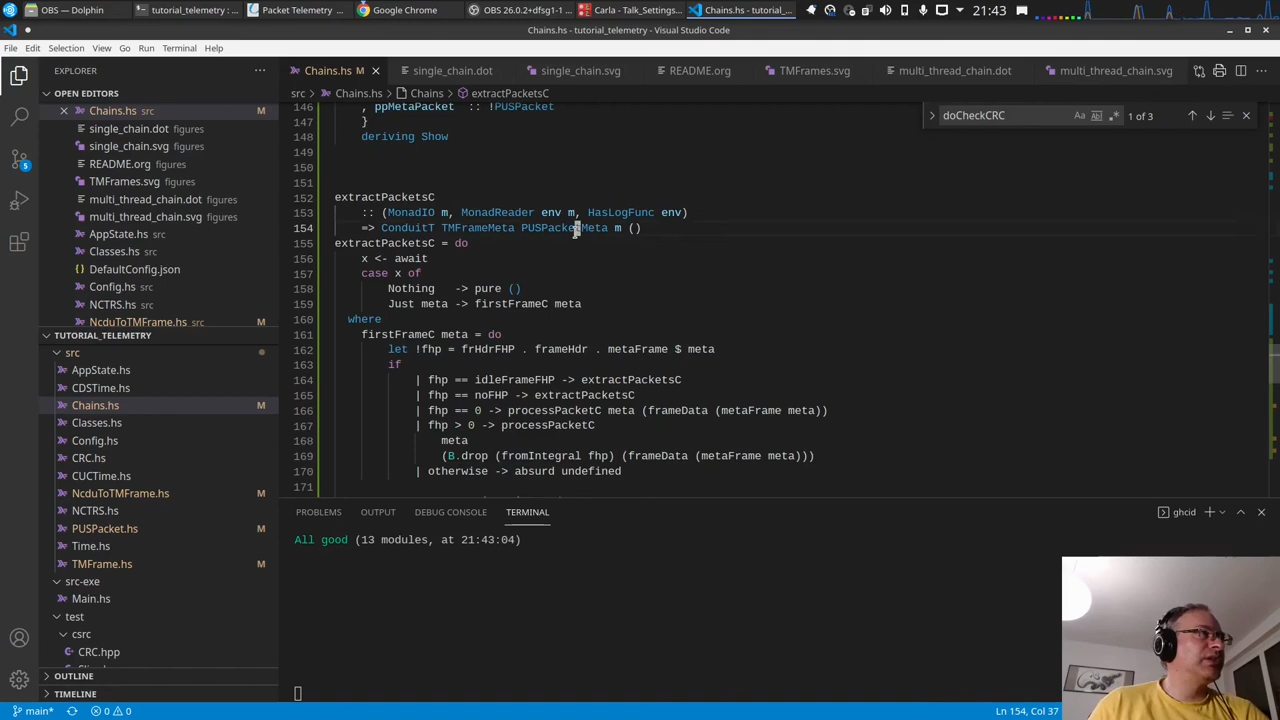 OBS — Dolphin
tutorial_telemetry : ...
Packet Telemetry ...
Google Chrome
OBS 26.0.2+dfsg1-1 ...
Carla - Talk_Settings...
Chains.hs - tutorial_...
21:43
Chains.hs - tutorial_telemetry - Visual Studio Code
File Edit Selection View Go Run Terminal Help
EXPLORER
OPEN EDITORS
Chains.hs src
single_chain.dot figures
single_chain.svg figures
README.org figures
TMFrames.svg figures
multi_thread_chain.dot figures
multi_thread_chain.svg figures
AppState.hs src
Classes.hs src
DefaultConfig.json src
Config.hs src
NCTRS.hs src
NcduToTMFrame.hs src
TUTORIAL_TELEMETRY
src
AppState.hs
CDSTime.hs
Chains.hs M
Classes.hs
Config.hs
CRC.hs
CUCTime.hs
NcduToTMFrame.hs M
NCTRS.hs
PUSPacket.hs M
Time.hs
TMFrame.hs M
src-exe
Main.hs
test
csrc
CRC.hpp
OUTLINE
TIMELINE
5
Chains.hs M
single_chain.dot
single_chain.svg
README.org
TMFrames.svg
multi_thread_chain.dot
multi_thread_chain.svg
src > Chains.hs > Chains > extractPacketsC
doCheckCRC Aa Ab .* 1 of 3
146 , ppMetaPacket :: !PUSPacket
147 }
148 deriving Show
149
150
151
152 extractPacketsC
153 :: (MonadIO m, MonadReader env m, HasLogFunc env)
154 => ConduitT TMFrameMeta PUSPacketMeta m ()
155 extractPacketsC = do
156 x <- await
157 case x of
158 Nothing -> pure ()
159 Just meta -> firstFrameC meta
160 where
161 firstFrameC meta = do
162 let !fhp = frHdrFHP . frameHdr . metaFrame $ meta
163 if
164 | fhp == idleFrameFHP -> extractPacketsC
165 | fhp == noFHP -> extractPacketsC
166 | fhp == 0 -> processPacketC meta (frameData (metaFrame meta))
167 | fhp > 0 -> processPacketC
168 meta
169 (B.drop (fromIntegral fhp) (frameData (metaFrame meta)))
170 | otherwise -> absurd undefined
171
PROBLEMS OUTPUT DEBUG CONSOLE TERMINAL
ghcid
All good (13 modules, at 21:43:04)
main* 0 0
Ln 154, Col 37